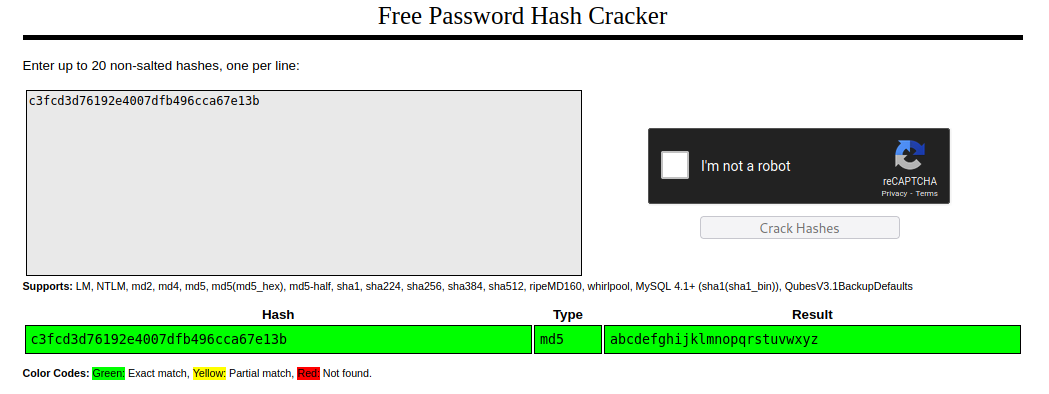 Free Password Hash Cracker
Enter up to 20 non-salted hashes, one per line:
c3fcd3d76192e4007dfb496cca67e13b
I'm not a robot
reCAPTCHA
Privacy - Terms
Crack Hashes
Supports: LM, NTLM, md2, md4, md5, md5(md5_hex), md5-half, sha1, sha224, sha256, sha384, sha512, ripeMD160, whirlpool, MySQL 4.1+ (sha1(sha1_bin)), QubesV3.1BackupDefaults
Hash Type Result
c3fcd3d76192e4007dfb496cca67e13b md5 abcdefghijklmnopqrstuvwxyz
Color Codes: Green: Exact match, Yellow: Partial match, Red: Not found.